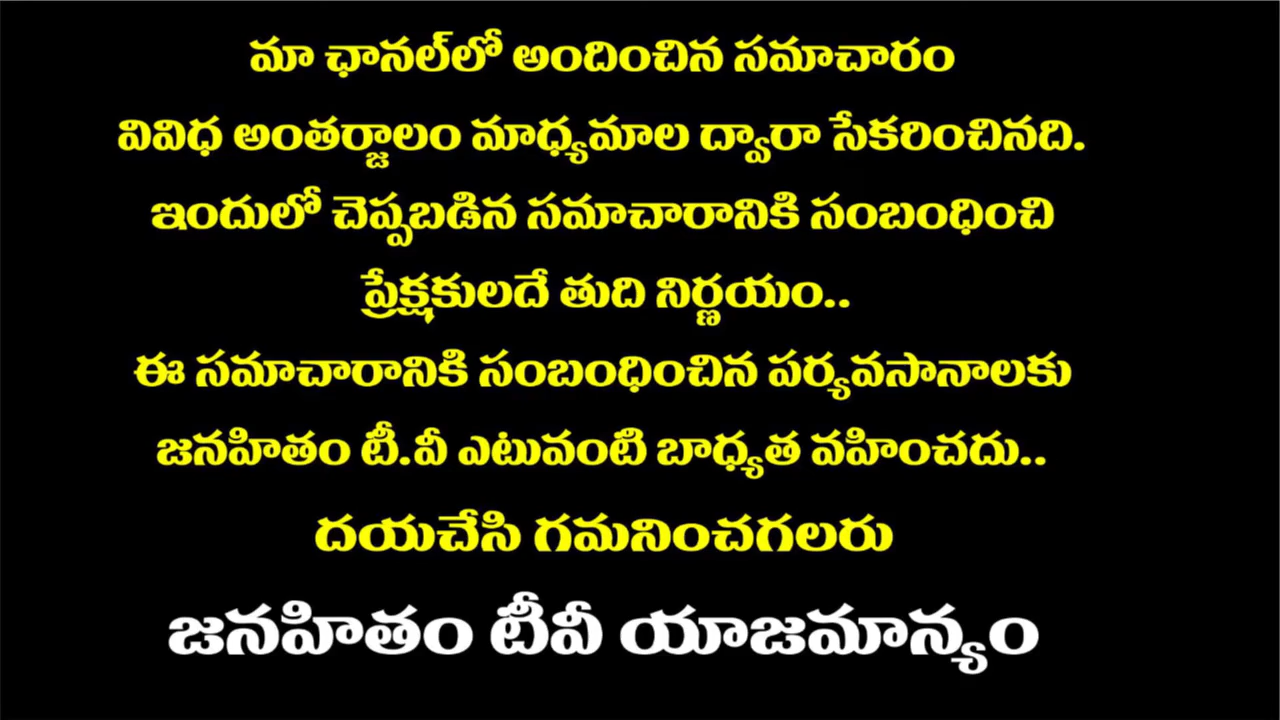 మా ఛానల్‌లో అందించిన సమాచారం
వివిధ అంతర్జాలం మాధ్యమాల ద్వారా సేకరించినది.
ఇందులో చెప్పబడిన సమాచారానికి సంబంధించి
ప్రేక్షకులదే తుది నిర్ణయం..
ఈ సమాచారానికి సంబంధించిన పర్యవసానాలకు
జనహితం టీ.వీ ఎటువంటి బాధ్యత వహించదు..
దయచేసి గమనించగలరు
జనహితం టీవీ యాజమాన్యం